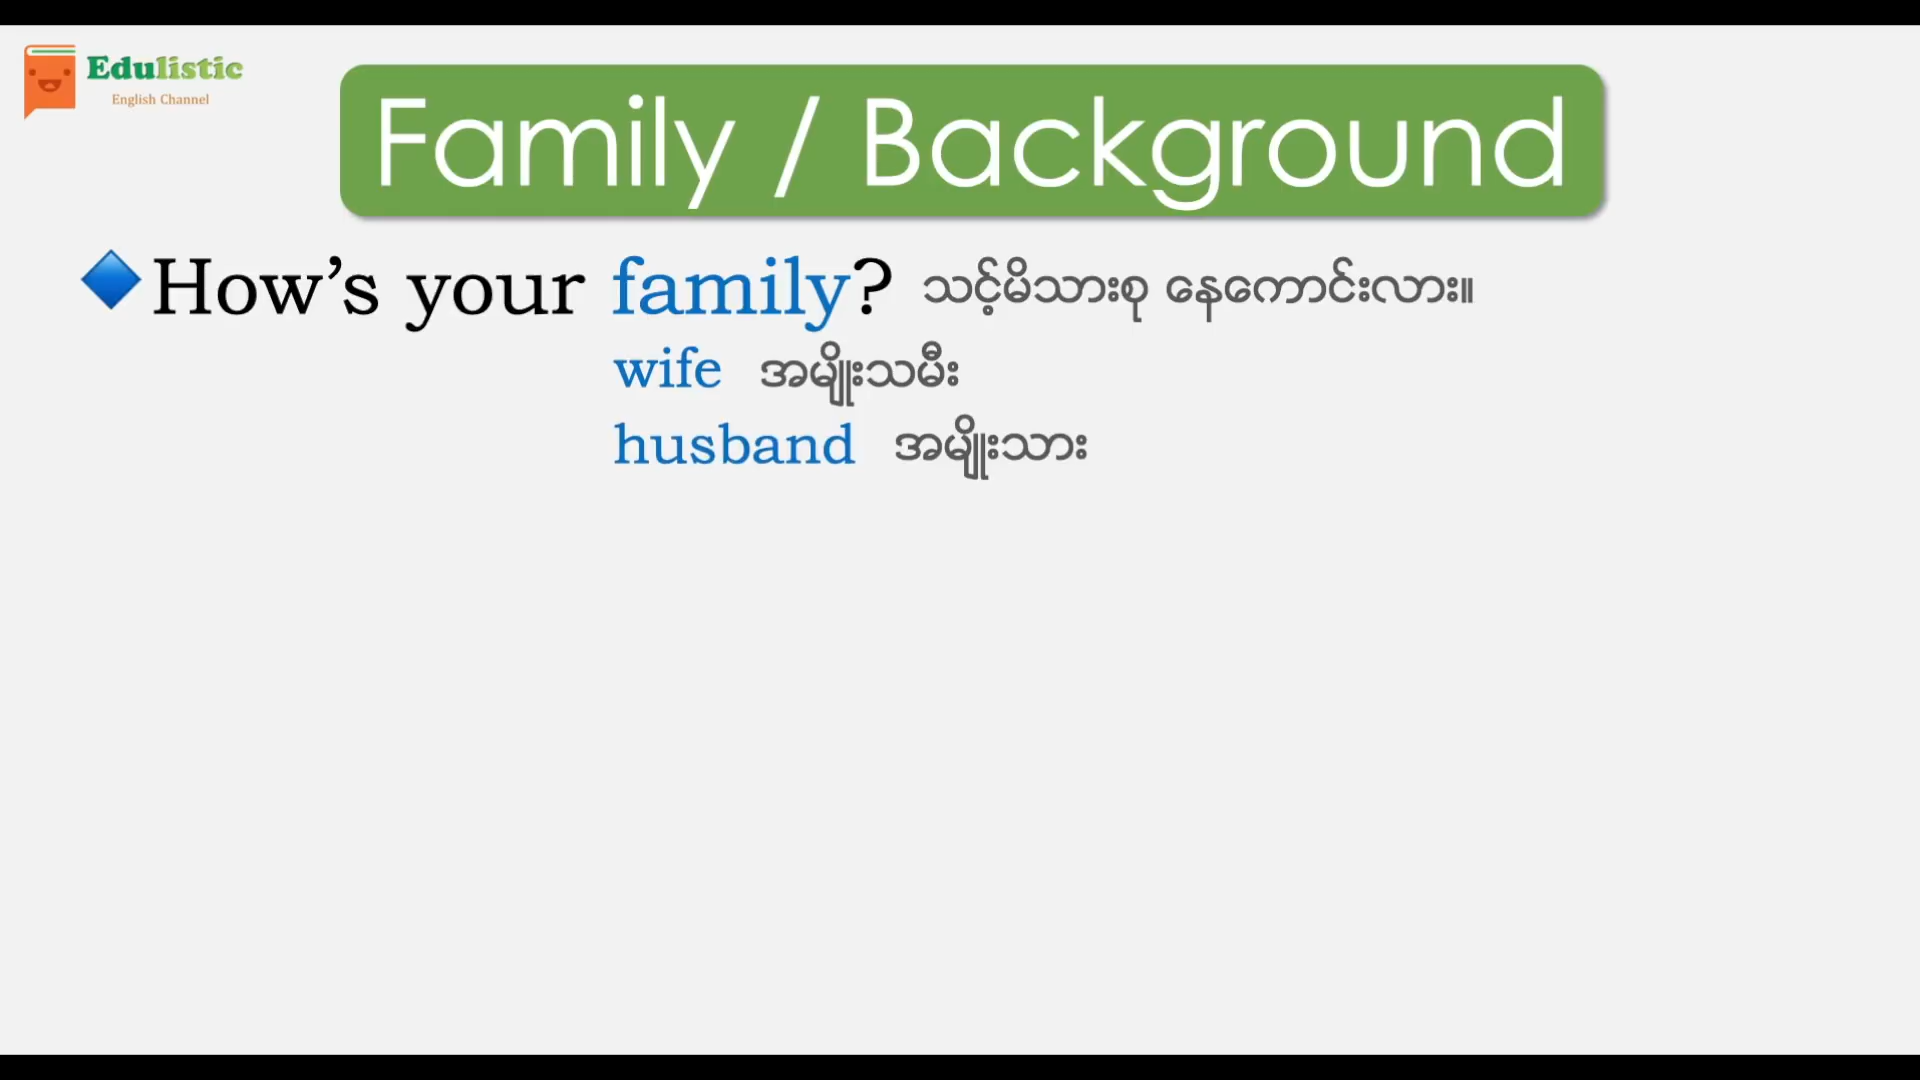 Edulistic
English Channel
Family / Background
How’s your family? သင့်မိသားစု နေကောင်းလား။
wife အမျိုးသမီး
husband အမျိုးသား